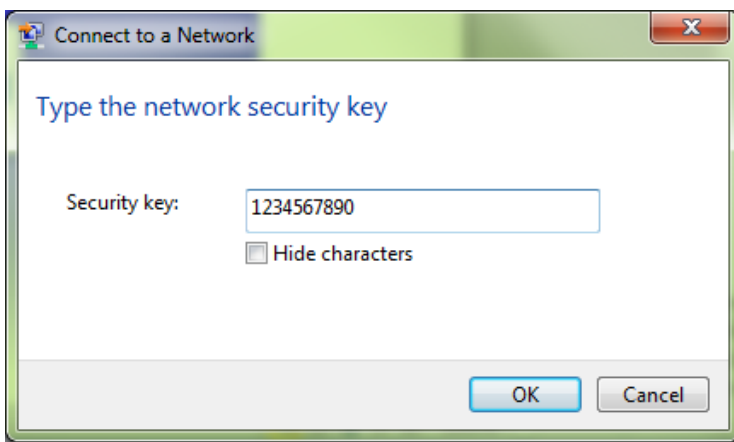 Connect to a Network
Type the network security key
Security key: 1234567890
Hide characters
OK Cancel